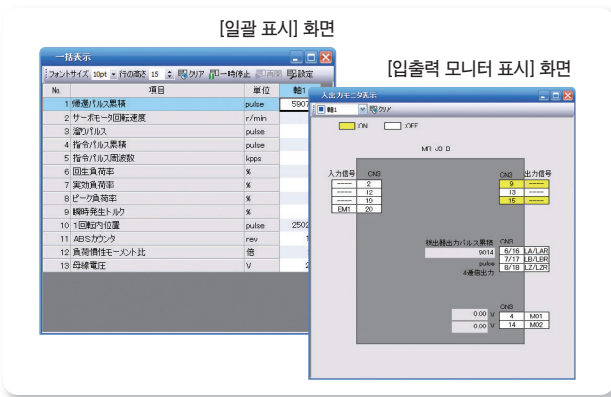 [일괄 표시] 화면
一括表示
フォントサイズ 10pt 行の高さ 15 クリア 一時停止 再開 設定
No. 項目 単位 軸1
1 帰還パルス累積 pulse 5907
2 サーボモータ回転速度 r/min
3 溜りパルス pulse
4 指令パルス累積 pulse
5 指令パルス周波数 kpps
6 回生負荷率 %
7 実効負荷率 %
8 ピーク負荷率 %
9 瞬時発生トルク %
10 1回転内位置 pulse 2502
11 ABSカウンタ rev 1
12 負荷慣性モーメント比 倍
13 母線電圧 V 2
[입출력 모니터 표시] 화면
入出力モニタ表示
軸1 クリア
:ON :OFF
MR-J3-D
入力信号 CN3 CN3 出力信号
---- 2 9 ----
---- 12 13 ----
---- 19 15 ----
EM1 20
検出器出力パルス累積 CN3
9014 6/16 LA/LAR
pulse 7/17 LB/LBR
4逓倍出力 8/18 LZ/LZR
CN3
0.00 V 4 MO1
0.00 V 14 MO2